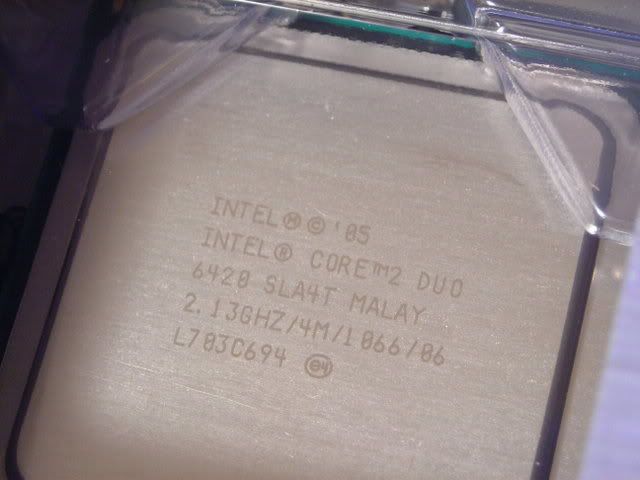 INTEL Ⓜ © '05
INTEL® CORE™2 DUO
6420 SLA4T MALAY
2.13GHZ/4M/1066/06
L703C694 e4